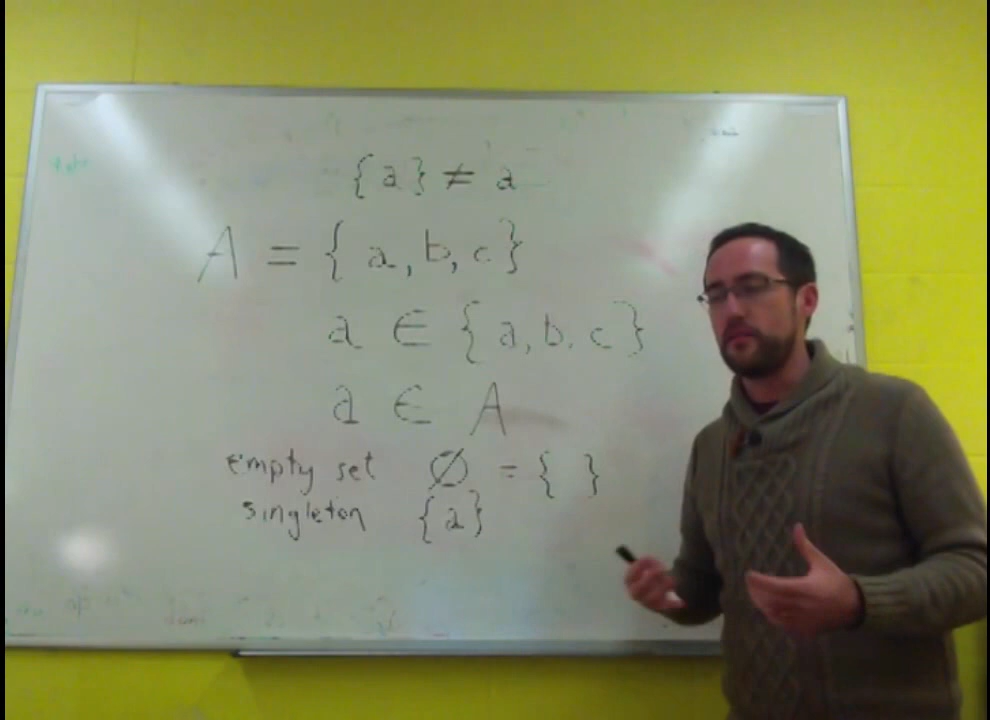 {a} ≠ a
A = {a, b, c}
a ∈ {a, b, c}
a ∈ A
empty set ∅ = { }
singleton {a}